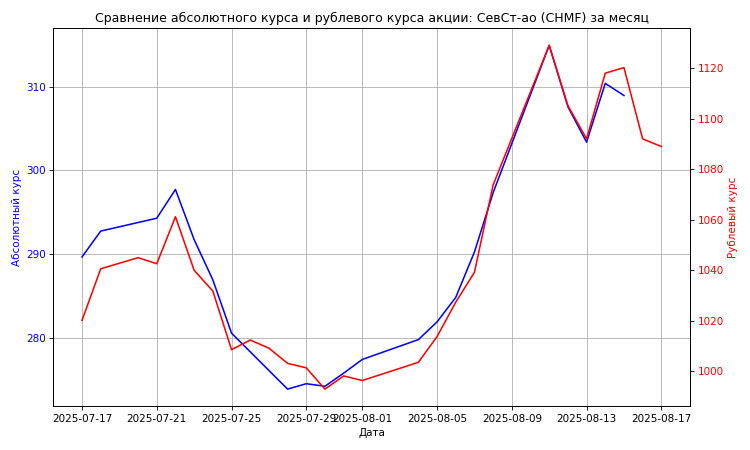 Сравнение абсолютного курса и рублевого курса акции: СевСт-ао (CHMF) за месяц
310
300
290
280
Абсолютный курс
1120
1100
1080
1060
1040
1020
1000
Рублевый курс
2025-07-17 2025-07-21 2025-07-25 2025-07-29 2025-08-01 2025-08-05 2025-08-09 2025-08-13 2025-08-17
Дата